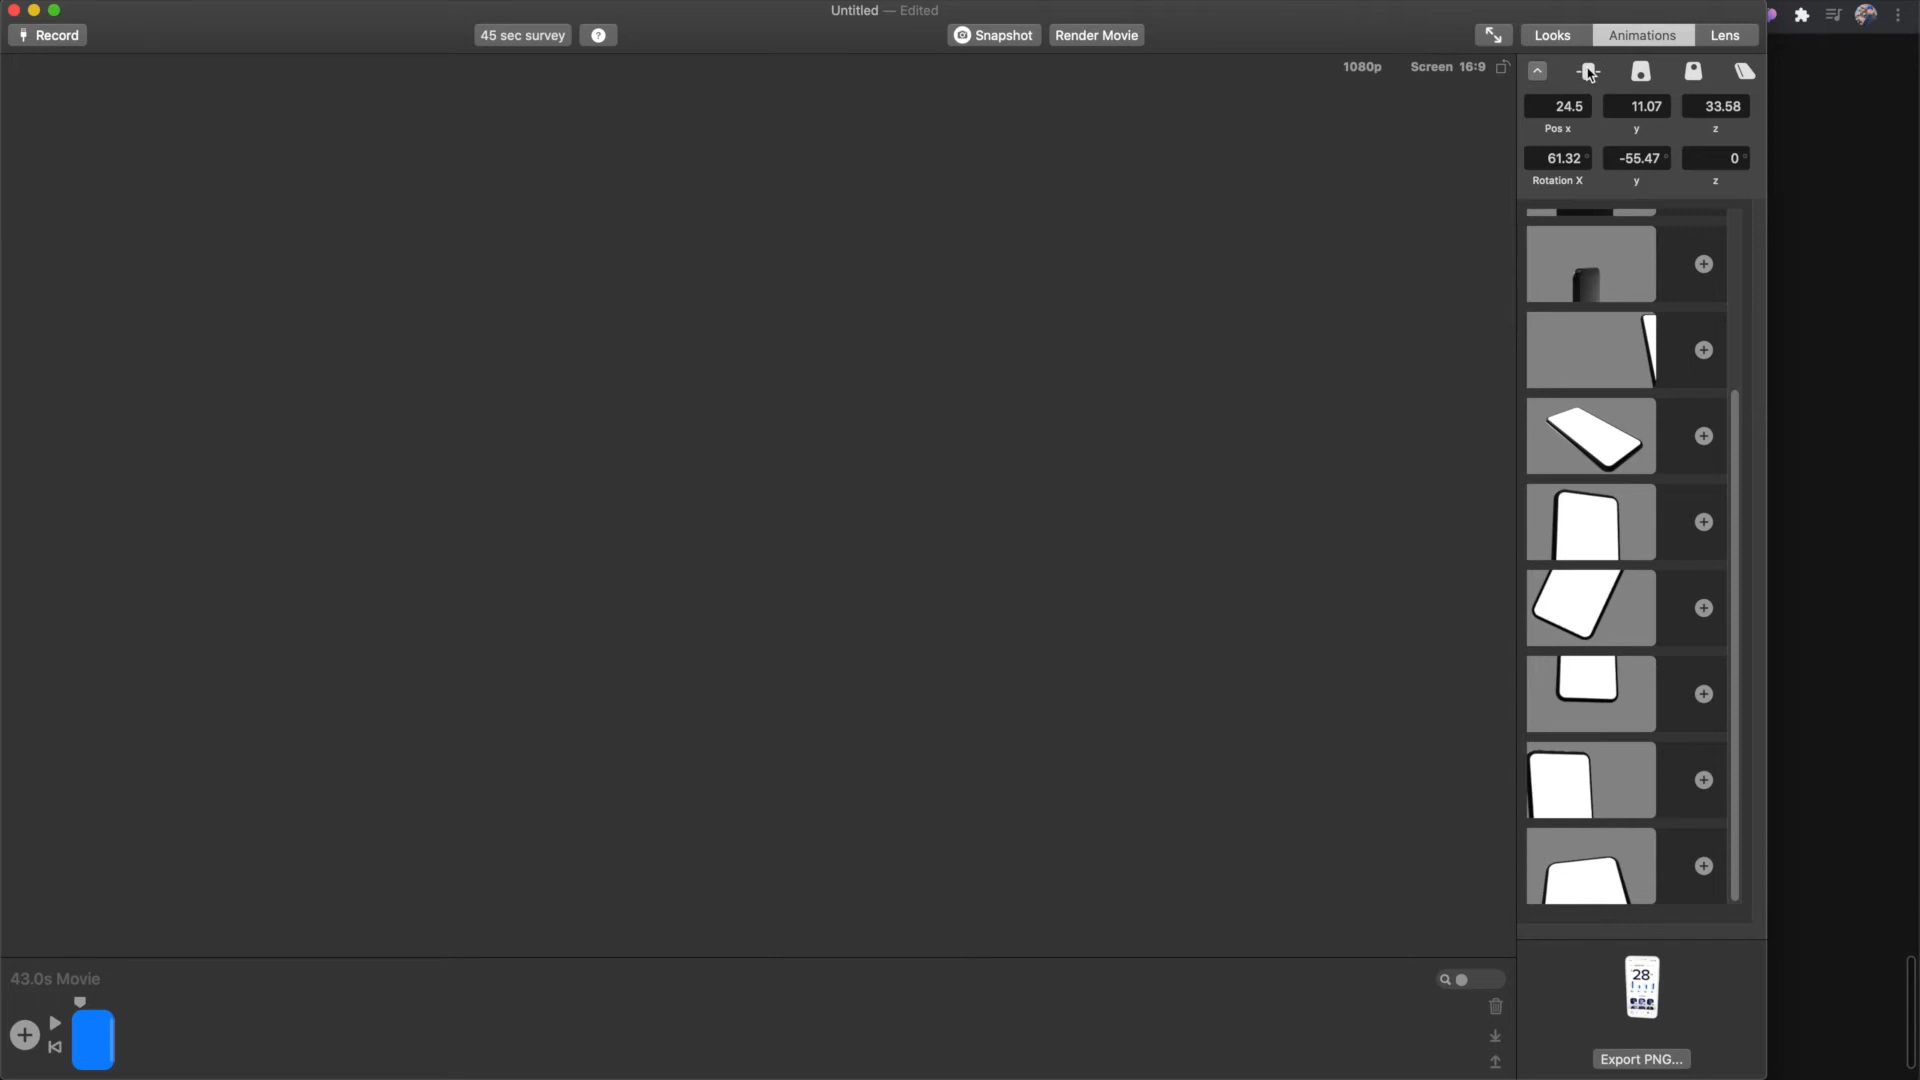 Untitled — Edited
Record
45 sec survey
?
Snapshot
Render Movie
Looks
Animations
Lens
1080p
Screen 16:9
24.5
11.07
33.58
Pos x
y
z
61.32°
-55.47°
0°
Rotation X
y
z
43.0s Movie
28
Export PNG...